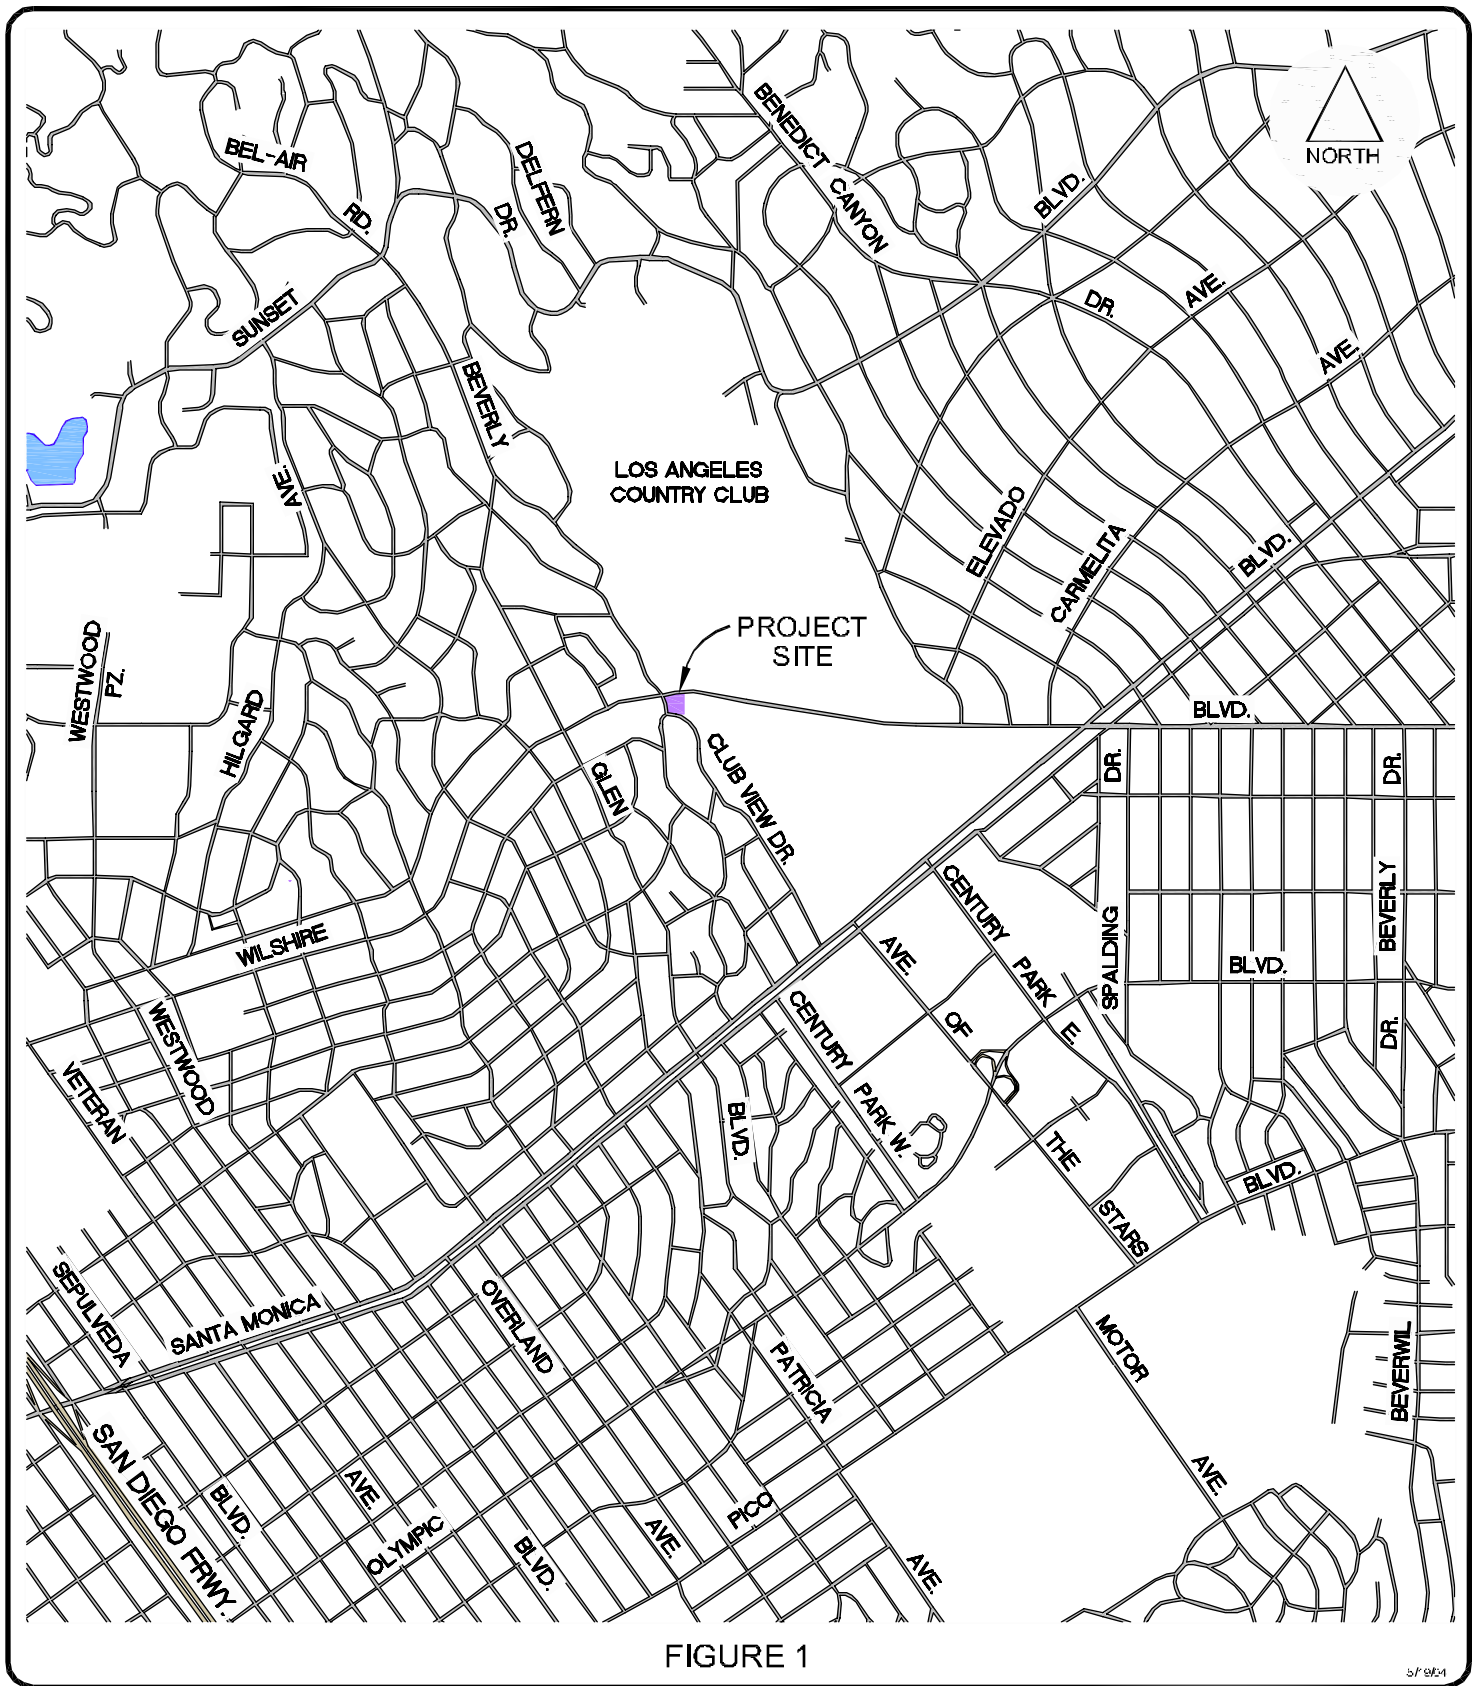 BENEDICT
CANYON
DR.
NORTH
BEL-AIR
RD.
DELFERN
DR.
BLVD.
SUNSET
AVE.
AVE.
BEVERLY
LOS ANGELES
COUNTRY CLUB
AVE.
ELEVADO
CARMELITA
BLVD.
PROJECT
SITE
WESTWOOD
PZ.
HILGARD
BLVD.
GLEN
CLUB VIEW DR.
DR.
DR.
CENTURY
PARK
E.
SPALDING
BEVERLY
DR.
WILSHIRE
AVE.
OF
THE
STARS
BLVD.
WESTWOOD
VETERAN
CENTURY
PARK W.
BLVD.
BLVD.
SEPULVEDA
SANTA MONICA
OVERLAND
PATRICIA
MOTOR
AVE.
BEVERWIL
SAN DIEGO FRWY.
BLVD.
AVE.
OLYMPIC
BLVD.
AVE.
PICO
AVE.
FIGURE 1